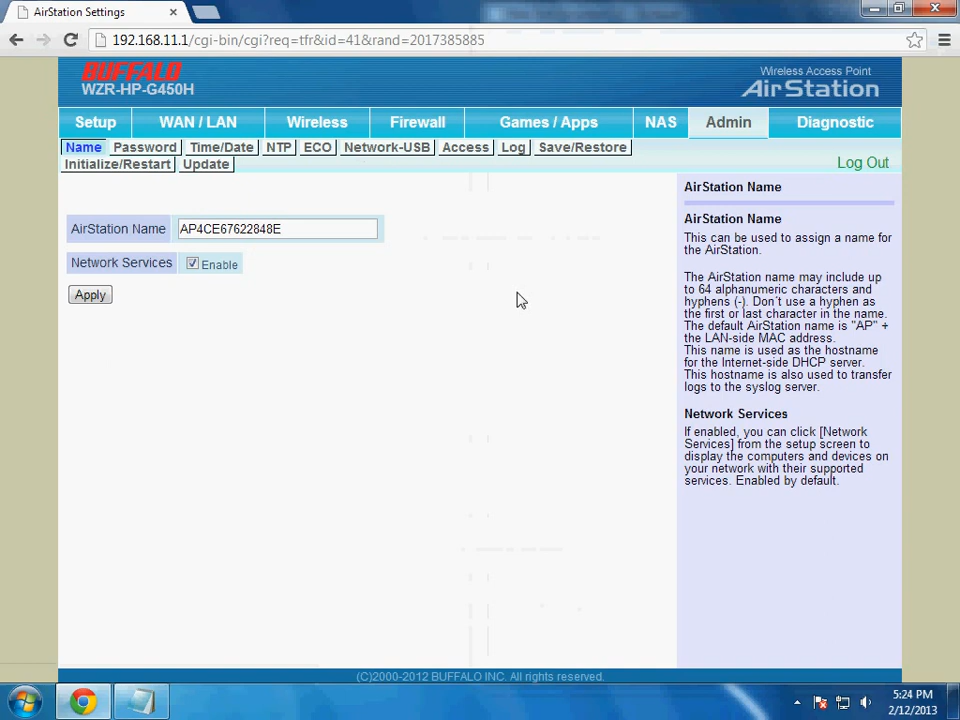 AirStation Settings
192.168.11.1/cgi-bin/cgi?req=tfr&id=41&rand=2017385885
BUFFALO
WZR-HP-G450H
Wireless Access Point
AirStation
Setup WAN / LAN Wireless Firewall Games / Apps NAS Admin Diagnostic
Name Password Time/Date NTP ECO Network-USB Access Log Save/Restore
Initialize/Restart Update
Log Out
AirStation Name AP4CE67622848E
Network Services Enable
Apply
AirStation Name
AirStation Name
This can be used to assign a name for
the AirStation.
The AirStation name may include up
to 64 alphanumeric characters and
hyphens (-). Don´t use a hyphen as
the first or last character in the name.
The default AirStation name is "AP" +
the LAN-side MAC address.
This name is used as the hostname
for the Internet-side DHCP server.
This hostname is also used to transfer
logs to the syslog server.
Network Services
If enabled, you can click [Network
Services] from the setup screen to
display the computers and devices on
your network with their supported
services. Enabled by default.
(C)2000-2012 BUFFALO INC. All rights reserved.
5:24 PM
2/12/2013